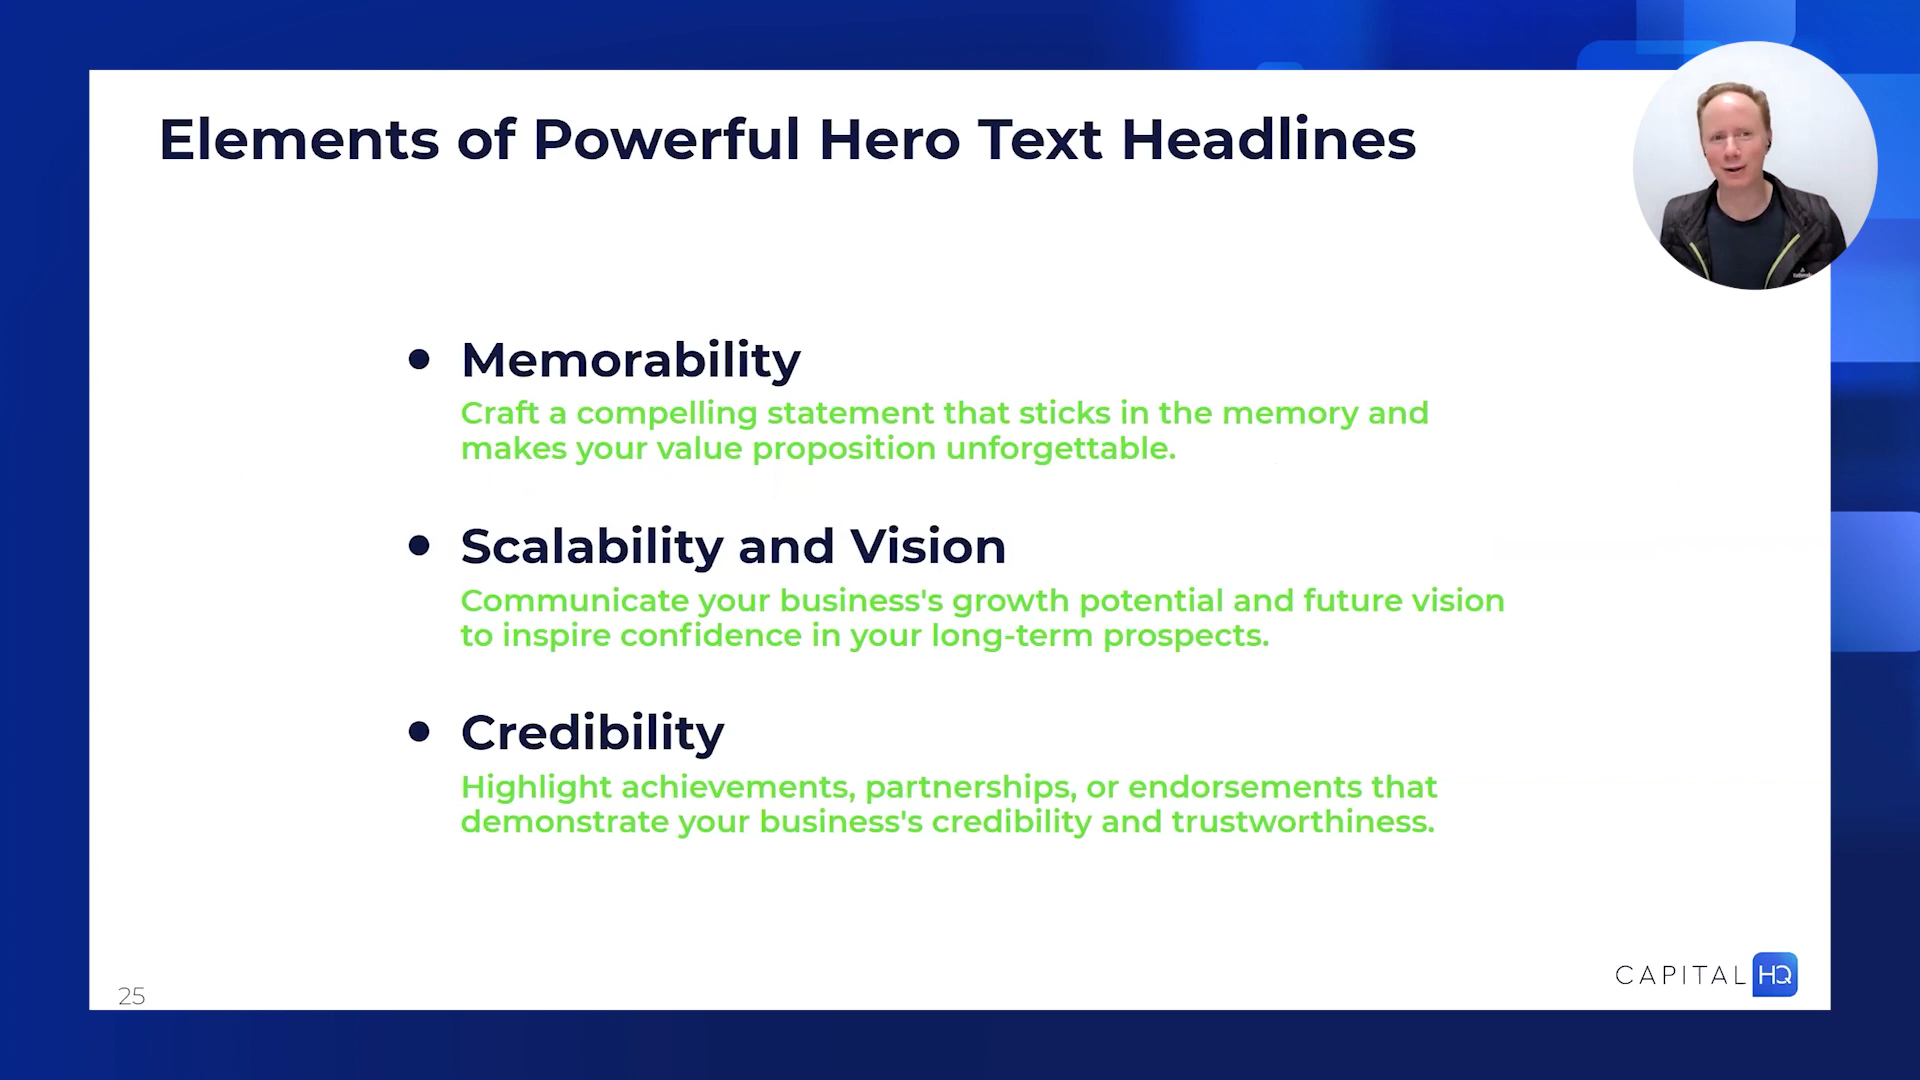 Elements of Powerful Hero Text Headlines
• Memorability
Craft a compelling statement that sticks in the memory and
makes your value proposition unforgettable.
• Scalability and Vision
Communicate your business's growth potential and future vision
to inspire confidence in your long-term prospects.
• Credibility
Highlight achievements, partnerships, or endorsements that
demonstrate your business's credibility and trustworthiness.
25
CAPITAL HQ